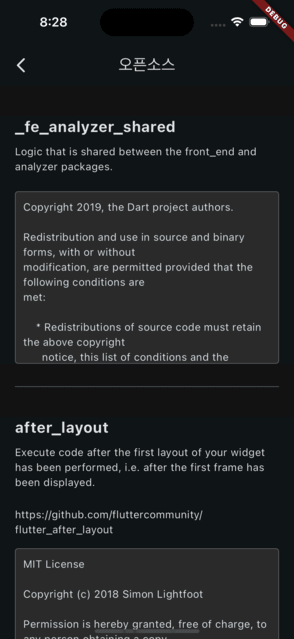 8:28
DEBUG
오픈소스
_fe_analyzer_shared
Logic that is shared between the front_end and
analyzer packages.
Copyright 2019, the Dart project authors.
Redistribution and use in source and binary
forms, with or without
modification, are permitted provided that the
following conditions are
met:
* Redistributions of source code must retain
the above copyright
notice, this list of conditions and the
after_layout
Execute code after the first layout of your widget
has been performed, i.e. after the first frame has
been displayed.
https://github.com/fluttercommunity/
flutter_after_layout
MIT License
Copyright (c) 2018 Simon Lightfoot
Permission is hereby granted, free of charge, to
any person obtaining a copy